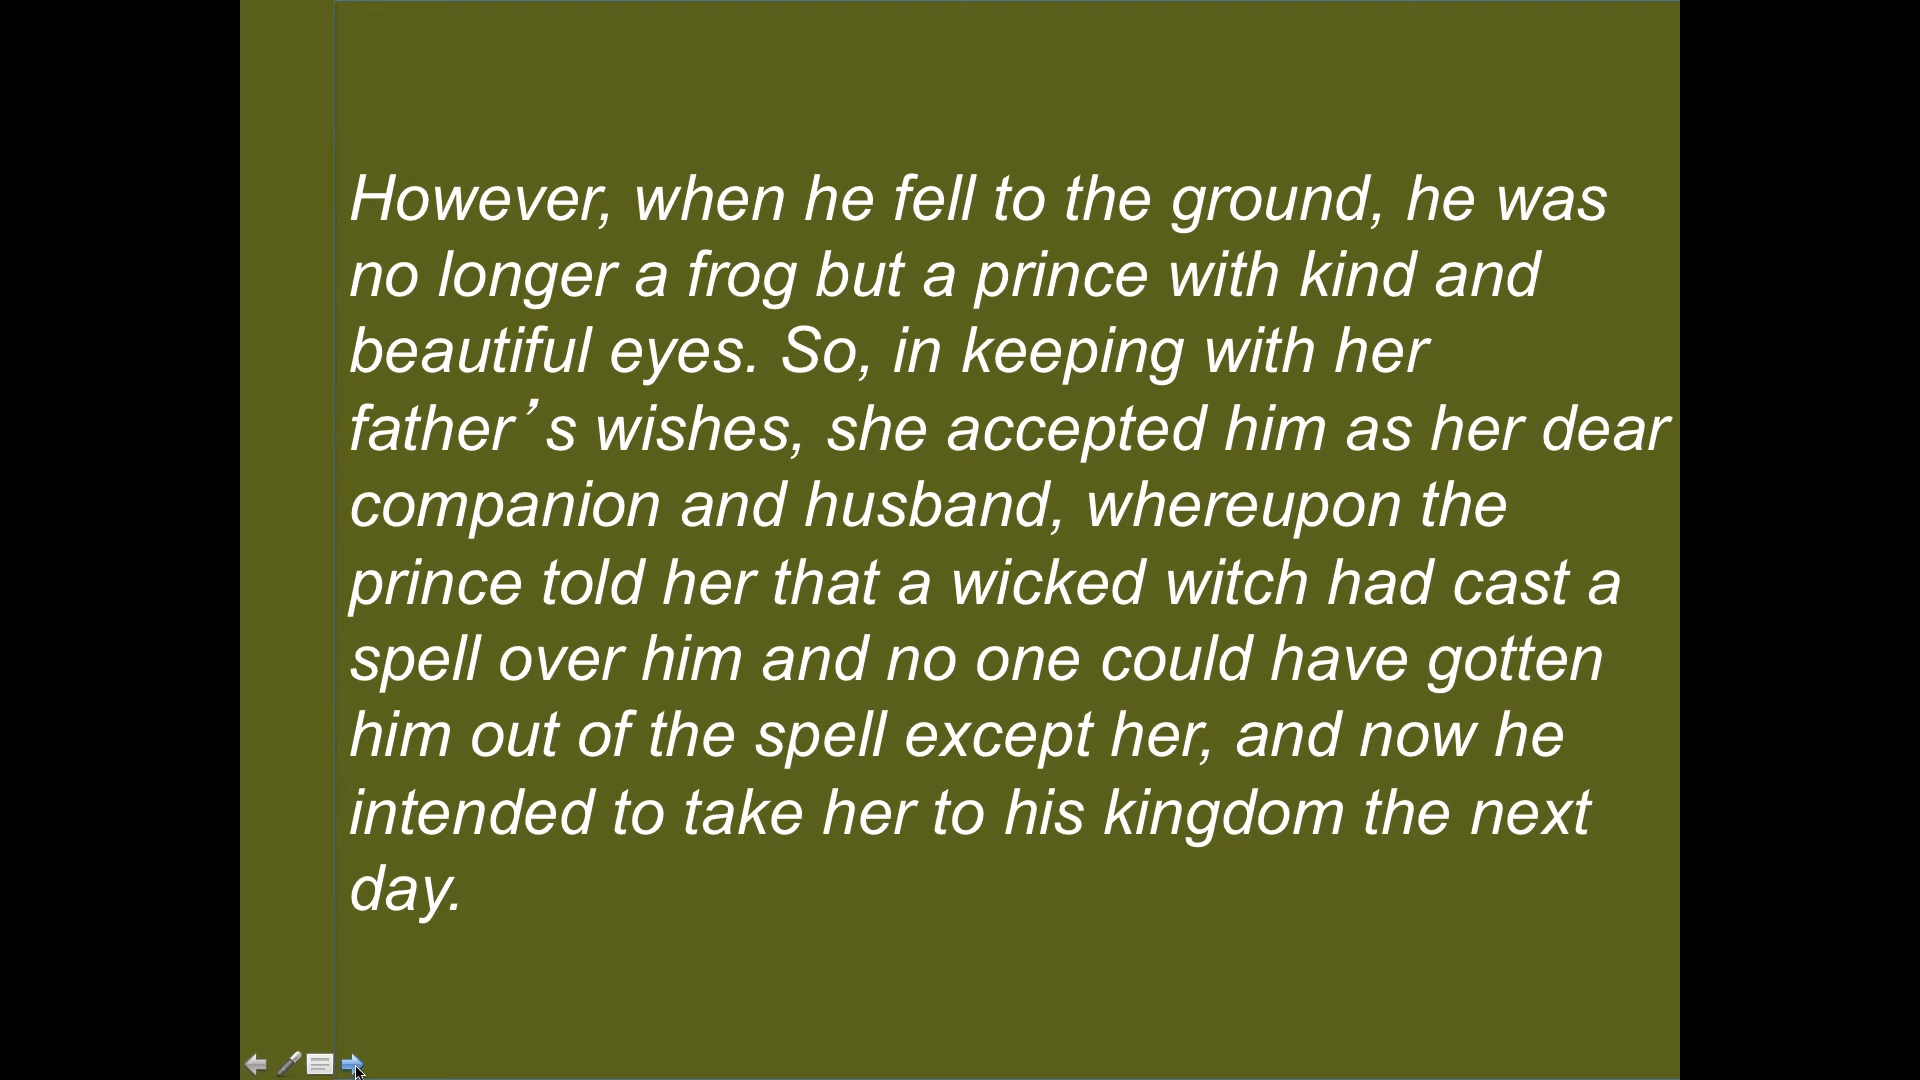 However, when he fell to the ground, he was
no longer a frog but a prince with kind and
beautiful eyes. So, in keeping with her
father’s wishes, she accepted him as her dear
companion and husband, whereupon the
prince told her that a wicked witch had cast a
spell over him and no one could have gotten
him out of the spell except her, and now he
intended to take her to his kingdom the next
day.